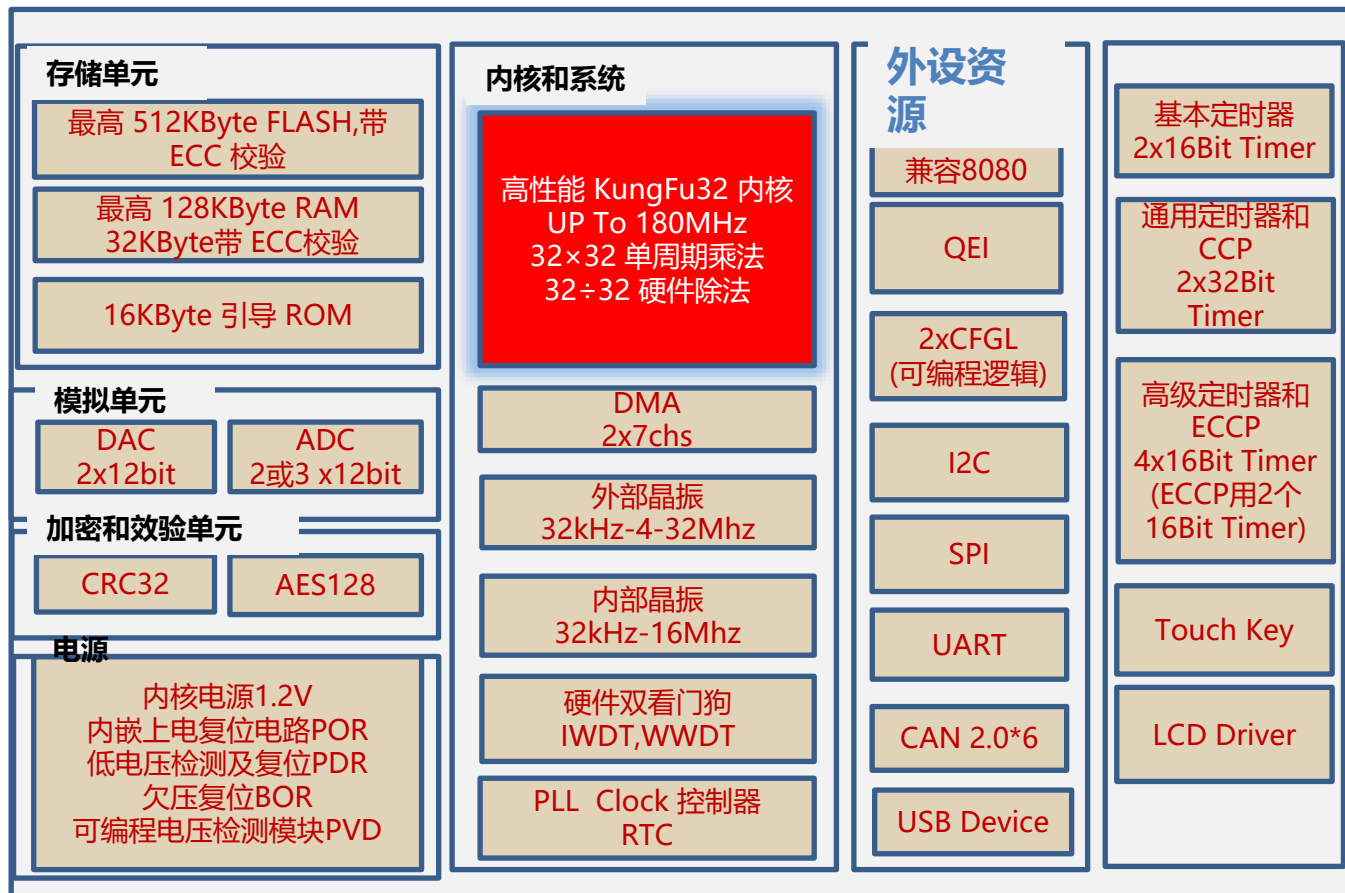 存储单元
最高 512KByte FLASH,带
ECC 校验
最高 128KByte RAM
32KByte带 ECC校验
16KByte 引导 ROM
模拟单元
DAC
2x12bit
ADC
2或3 x12bit
加密和效验单元
CRC32
AES128
电源
内核电源1.2V
内嵌上电复位电路POR
低电压检测及复位PDR
欠压复位BOR
可编程电压检测模块PVD
内核和系统
高性能 KungFu32 内核
UP To 180MHz
32×32 单周期乘法
32÷32 硬件除法
DMA
2x7chs
外部晶振
32kHz-4-32Mhz
内部晶振
32kHz-16Mhz
硬件双看门狗
IWDT,WWDT
PLL Clock 控制器
RTC
外设资
源
兼容8080
QEI
2xCFGL
(可编程逻辑)
I2C
SPI
UART
CAN 2.0*6
USB Device
基本定时器
2x16Bit Timer
通用定时器和
CCP
2x32Bit
Timer
高级定时器和
ECCP
4x16Bit Timer
(ECCP用2个
16Bit Timer)
Touch Key
LCD Driver